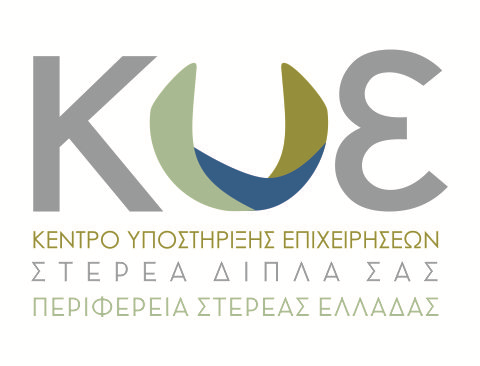 ΚΥΕ
ΚΕΝΤΡΟ ΥΠΟΣΤΗΡΙΞΗΣ ΕΠΙΧΕΙΡΗΣΕΩΝ
ΣΤΕΡΕΑ ΔΙΠΛΑ ΣΑΣ
ΠΕΡΙΦΕΡΕΙΑ ΣΤΕΡΕΑΣ ΕΛΛΑΔΑΣ